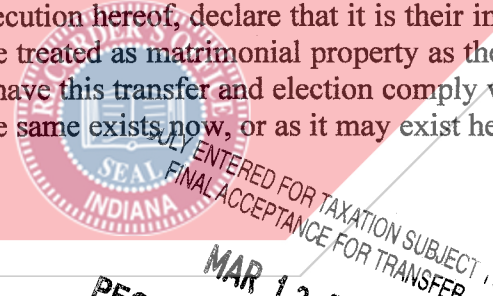 ecution hereof, declare that it is their in
e treated as matrimonial property as the
have this transfer and election comply
e same exists now, or as it may exist he
RECORDER'S OFFICE
SEAL
INDIANA
DULY ENTERED FOR TAXATION SUBJECT
FINAL ACCEPTANCE FOR TRANSFER
MAR 1